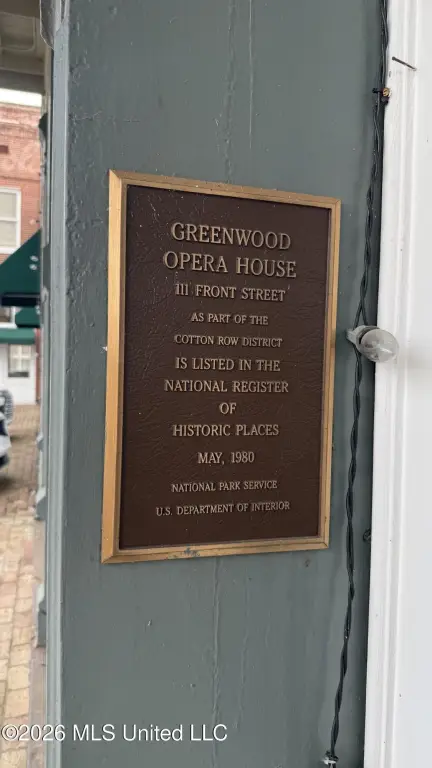 GREENWOOD
OPERA HOUSE
111 FRONT STREET
AS PART OF THE
COTTON ROW DISTRICT
IS LISTED IN THE
NATIONAL REGISTER
OF
HISTORIC PLACES
MAY, 1980
NATIONAL PARK SERVICE
U.S. DEPARTMENT OF INTERIOR
©2026 MLS United LLC